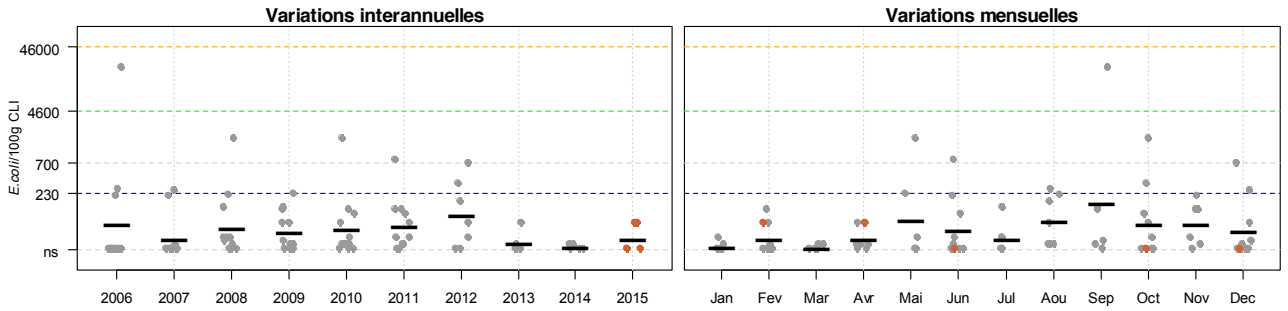 Variations interannuelles
Variations mensuelles
E.coli/100g CLI
46000
4600
700
230
ns
2006 2007 2008 2009 2010 2011 2012 2013 2014 2015
Jan Fev Mar Avr Mai Jun Jul Aou Sep Oct Nov Dec